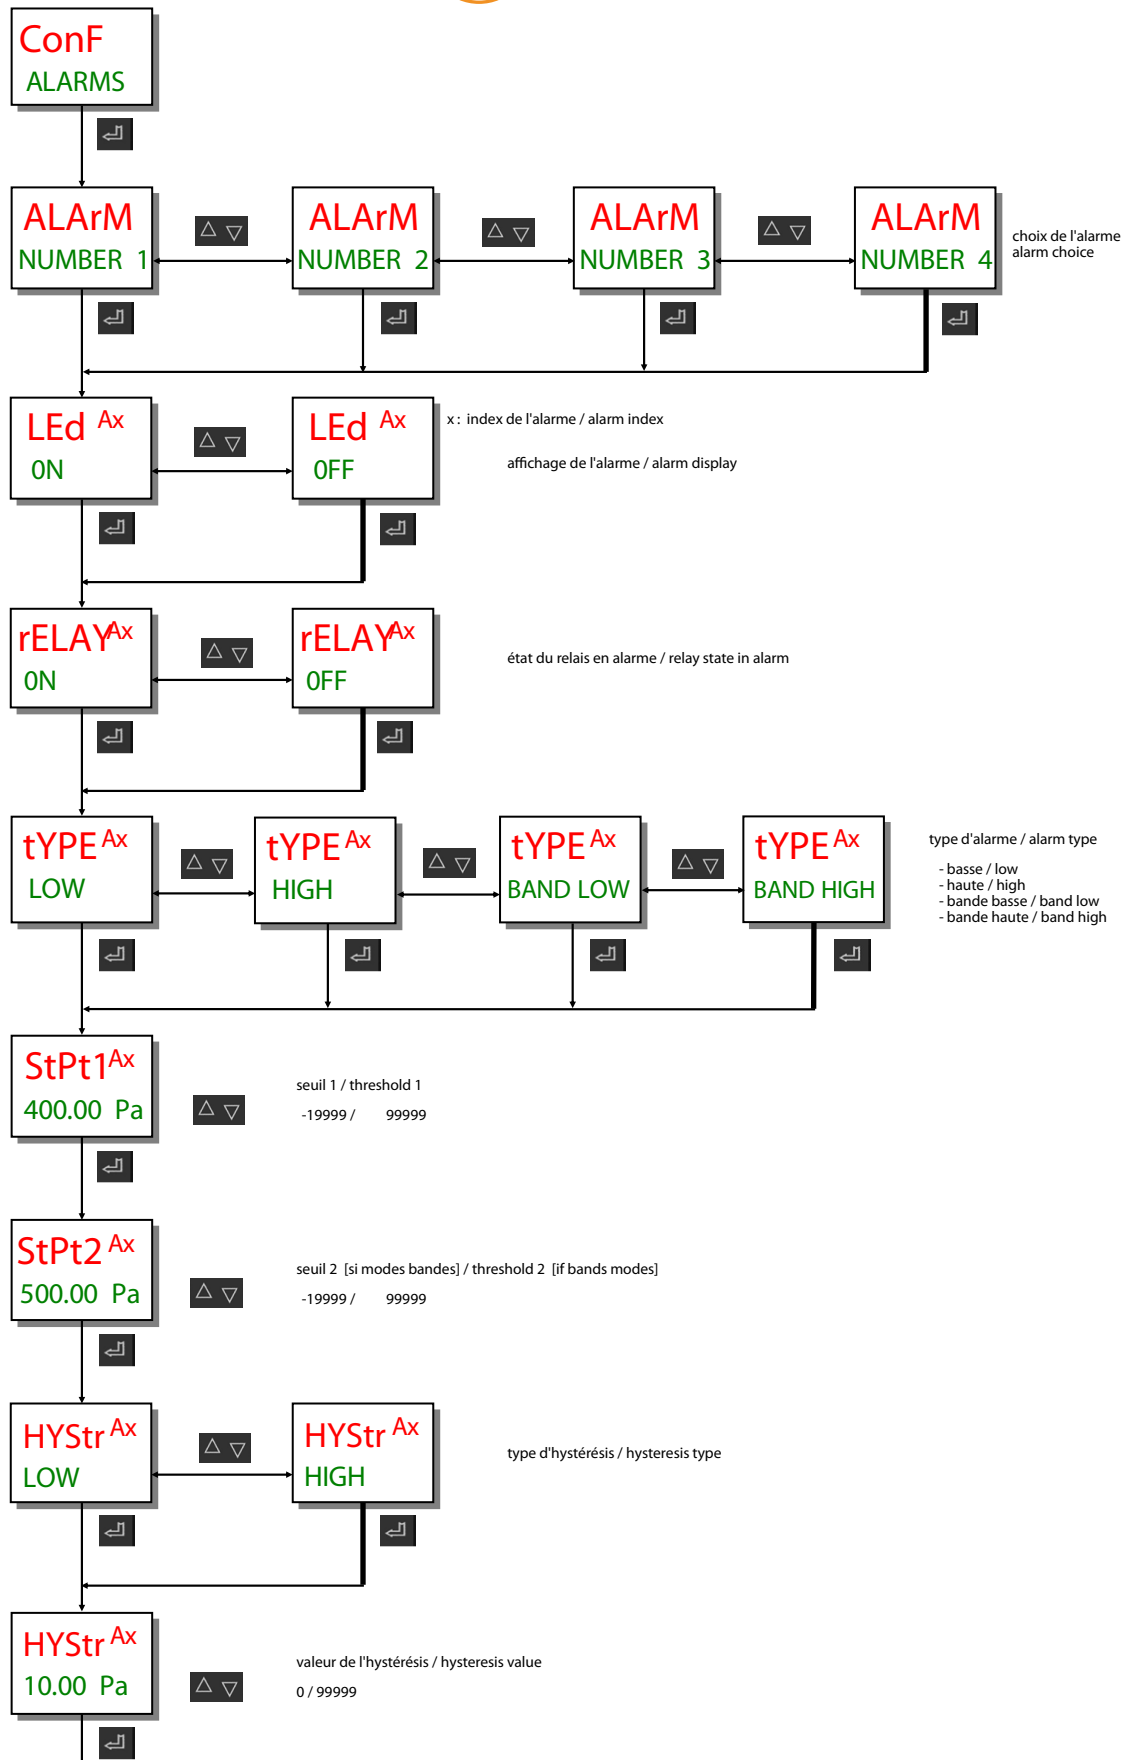 ConF
ALARMS
ALArM
NUMBER 1
ALArM
NUMBER 2
ALArM
NUMBER 3
ALArM
NUMBER 4
choix de l'alarme
alarm choice
LEd Ax
0N
LEd Ax
0FF
x : index de l'alarme / alarm index
affichage de l'alarme / alarm display
rELAY Ax
0N
rELAY Ax
0FF
état du relais en alarme / relay state in alarm
tYPE Ax
LOW
tYPE Ax
HIGH
tYPE Ax
BAND LOW
tYPE Ax
BAND HIGH
type d'alarme / alarm type
- basse / low
- haute / high
- bande basse / band low
- bande haute / band high
StPt1 Ax
400.00 Pa
seuil 1 / threshold 1
-19999 / 99999
StPt2 Ax
500.00 Pa
seuil 2 [si modes bandes] / threshold 2 [if bands modes]
-19999 / 99999
HYStr Ax
LOW
HYStr Ax
HIGH
type d'hystérésis / hysteresis type
HYStr Ax
10.00 Pa
valeur de l'hystérésis / hysteresis value
0 / 99999